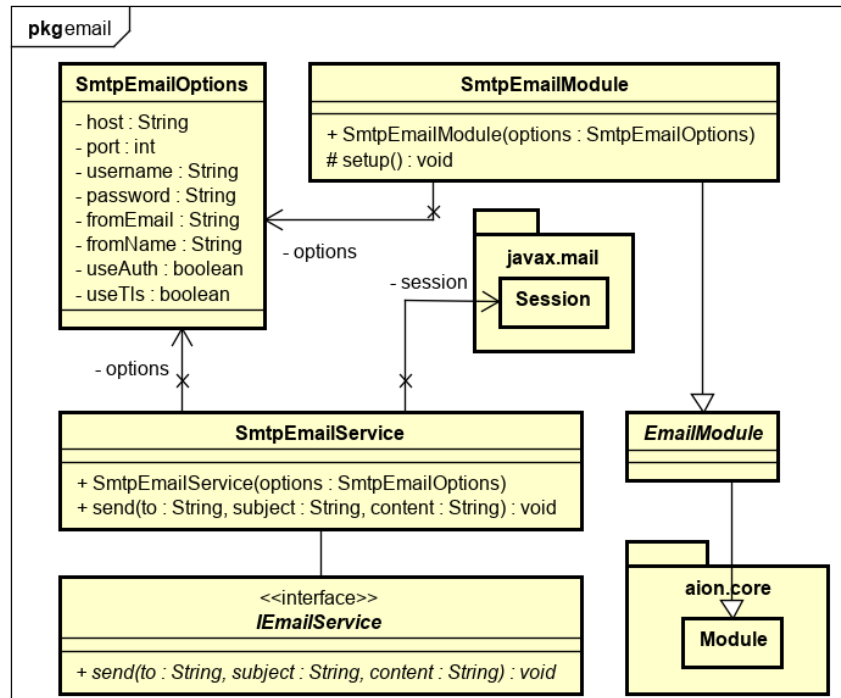 pkg email
SmtpEmailOptions
- host : String
- port : int
- username : String
- password : String
- fromEmail : String
- fromName : String
- useAuth : boolean
- useTls : boolean
SmtpEmailModule
+ SmtpEmailModule(options : SmtpEmailOptions)
# setup() : void
- options
javax.mail
Session
- session
- options
SmtpEmailService
+ SmtpEmailService(options : SmtpEmailOptions)
+ send(to : String, subject : String, content : String) : void
EmailModule
<<interface>>
IEmailService
+ send(to : String, subject : String, content : String) : void
aion.core
Module